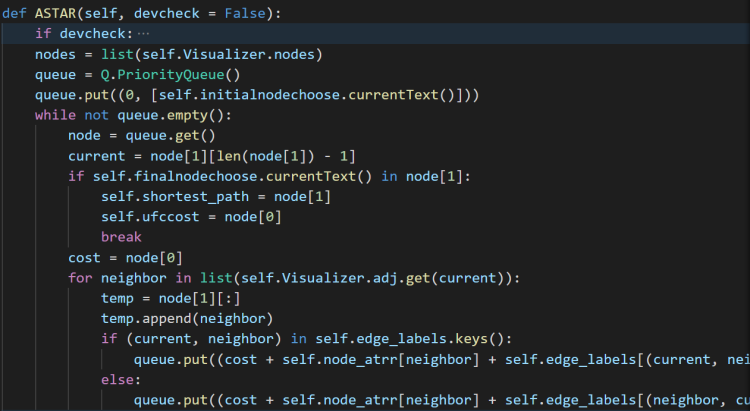 def ASTAR(self, devcheck = False):
    if devcheck:···
    nodes = list(self.Visualizer.nodes)
    queue = Q.PriorityQueue()
    queue.put((0, [self.initialnodechoose.currentText()]))
    while not queue.empty():
        node = queue.get()
        current = node[1][len(node[1]) - 1]
        if self.finalnodechoose.currentText() in node[1]:
            self.shortest_path = node[1]
            self.ufccost = node[0]
            break
        cost = node[0]
        for neighbor in list(self.Visualizer.adj.get(current)):
            temp = node[1][:]
            temp.append(neighbor)
            if (current, neighbor) in self.edge_labels.keys():
                queue.put((cost + self.node_atrr[neighbor] + self.edge_labels[(current, nei
            else:
                queue.put((cost + self.node_atrr[neighbor] + self.edge_labels[(neighbor, cu